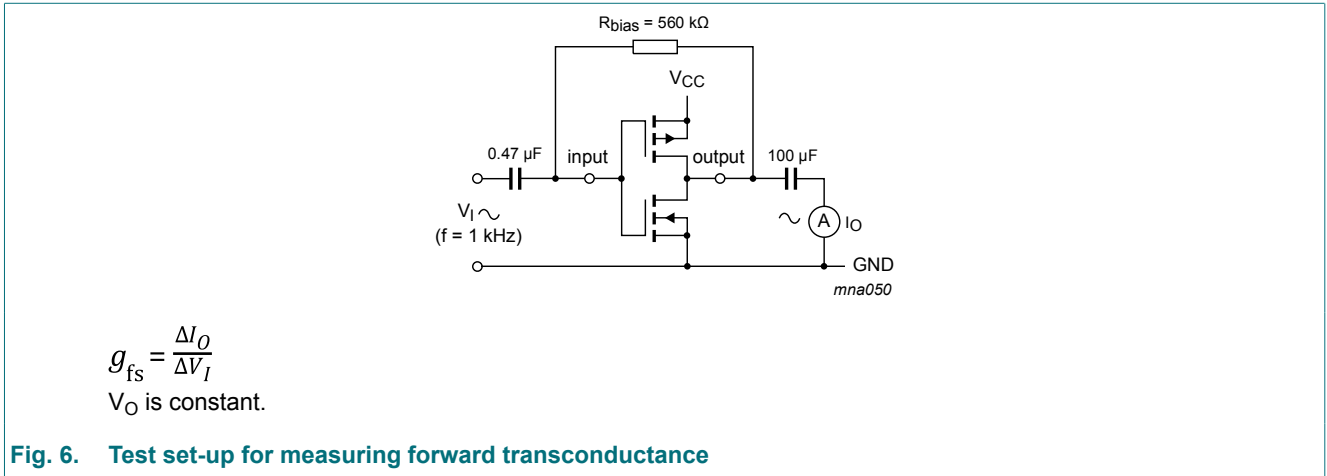 Rbias = 560 kΩ
VCC
0.47 µF
input
output
100 µF
VI
(f = 1 kHz)
A
IO
GND
mna050
gfs = ΔIO / ΔVI
VO is constant.
Fig. 6. Test set-up for measuring forward transconductance